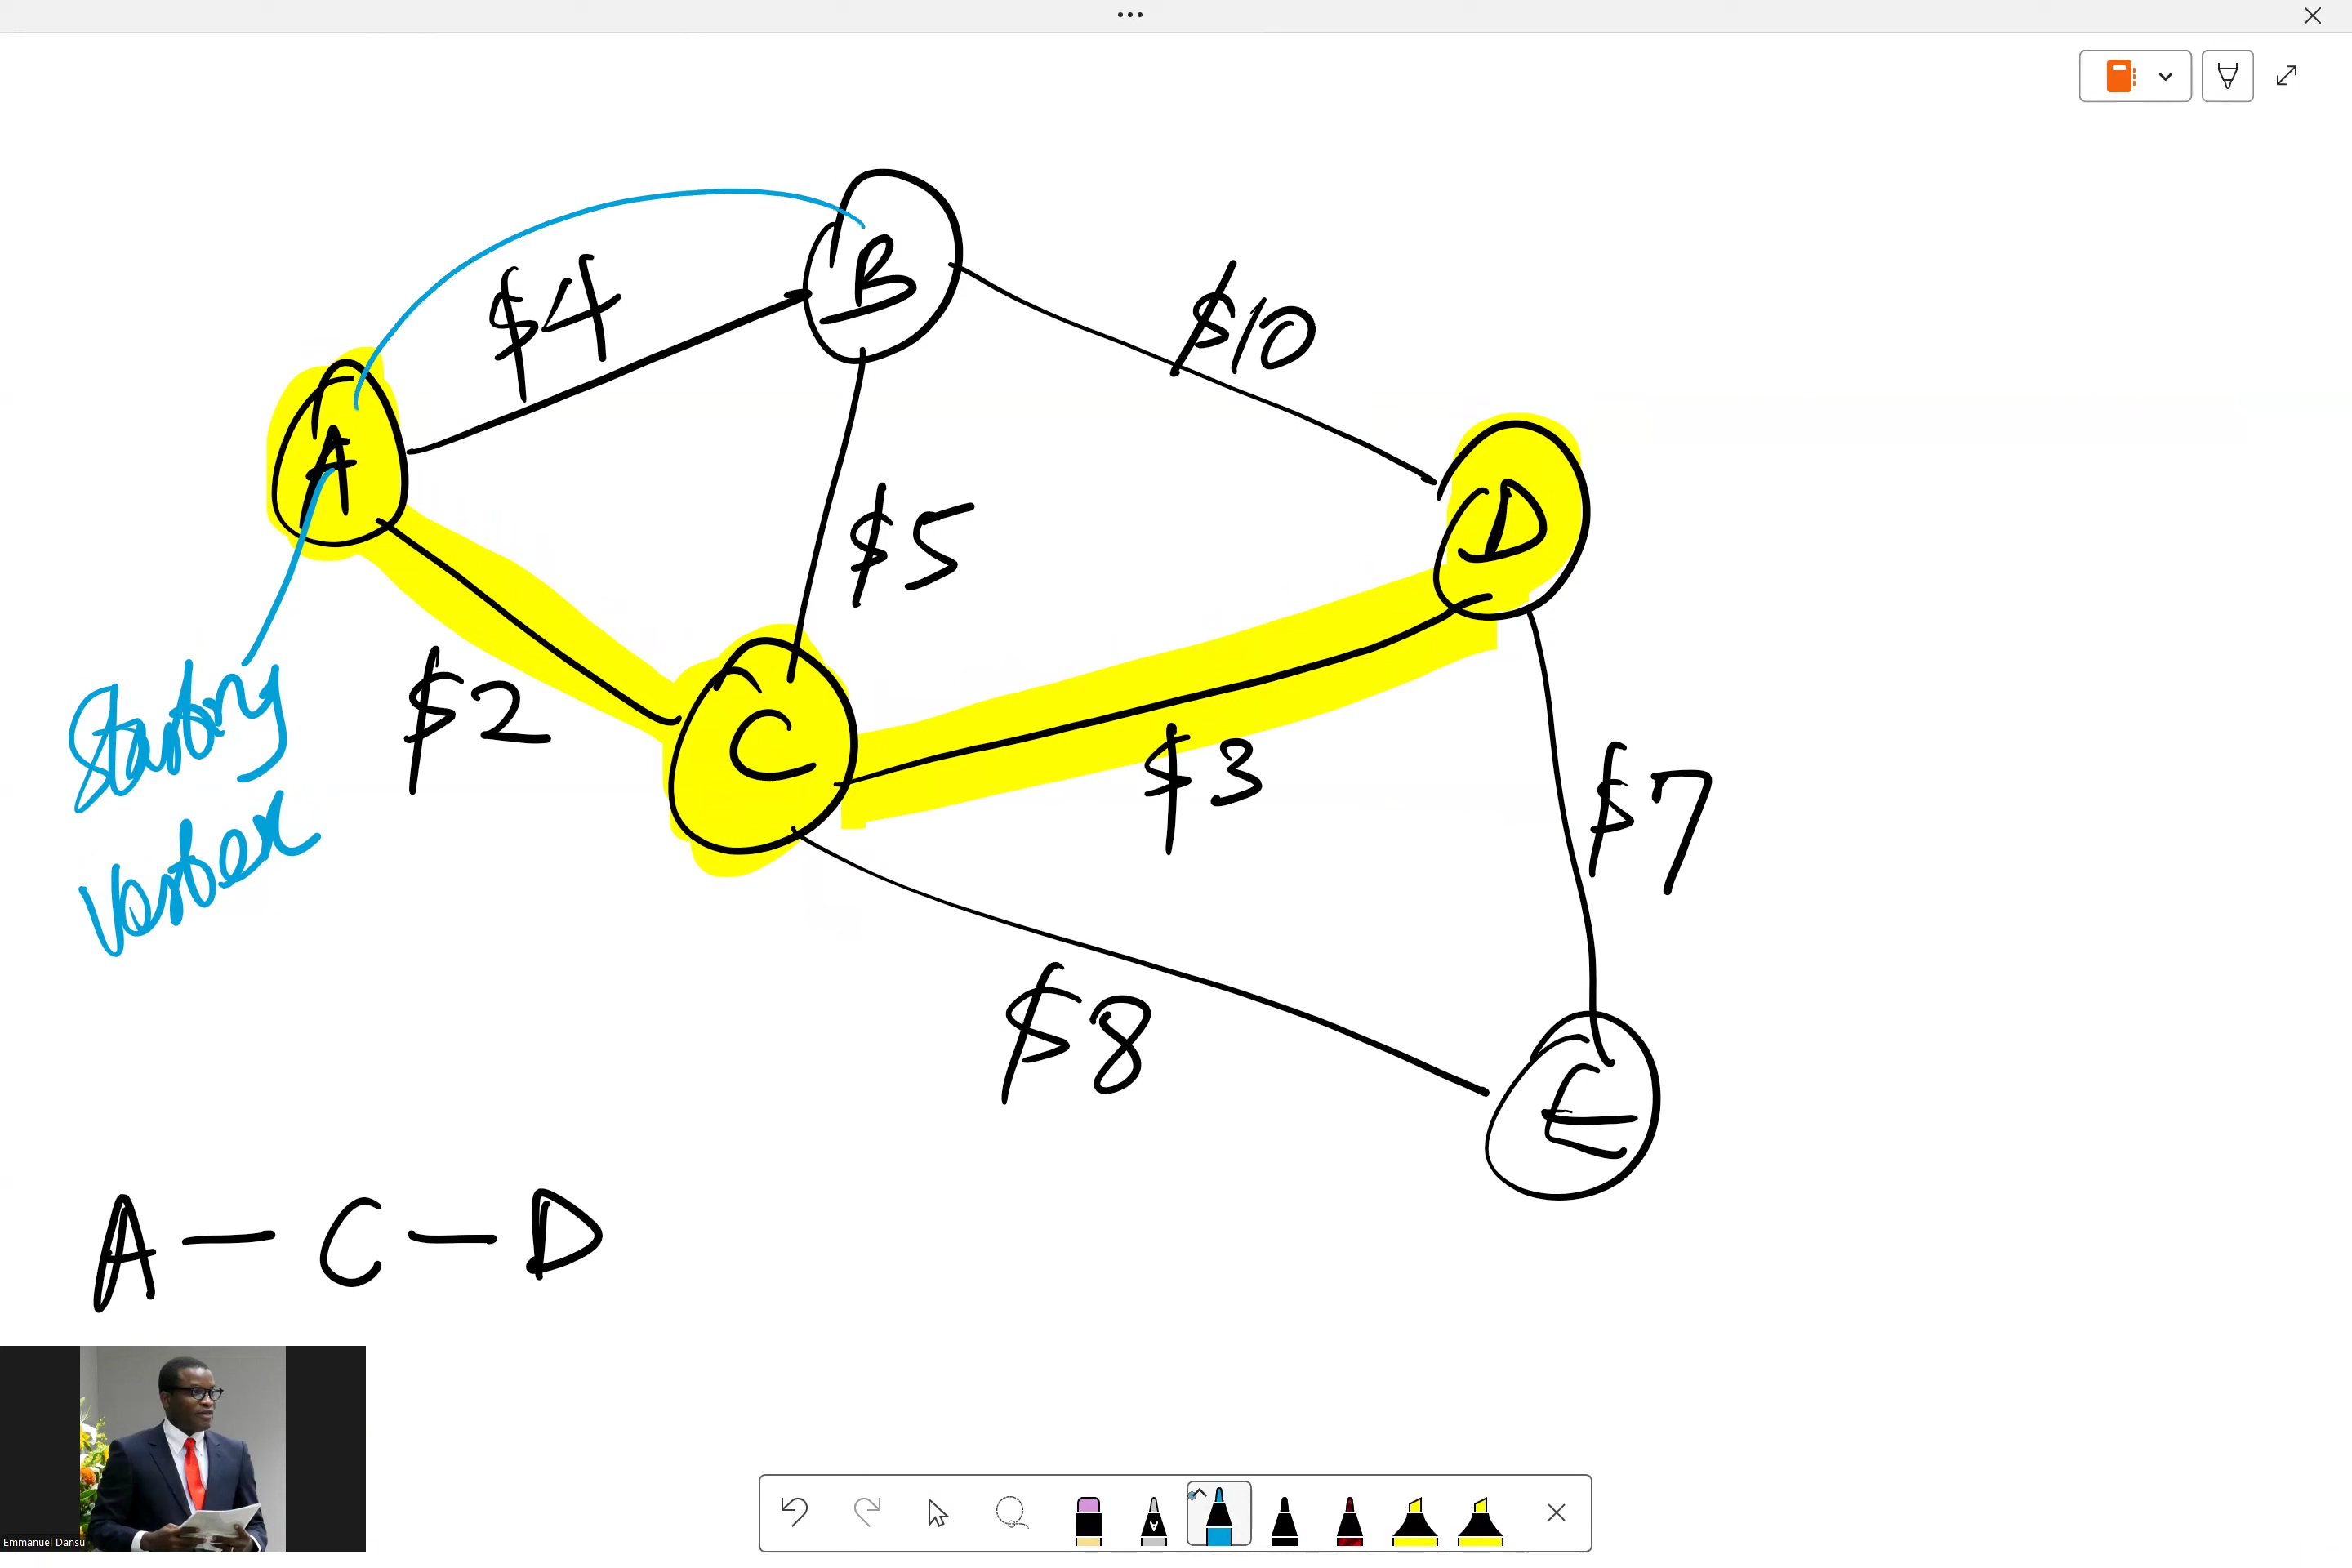 B
$4
$10
A
D
$5
$2
C
$3
$7
Starting
Vertex
$8
E
A — C — D
Emmanuel Dansu